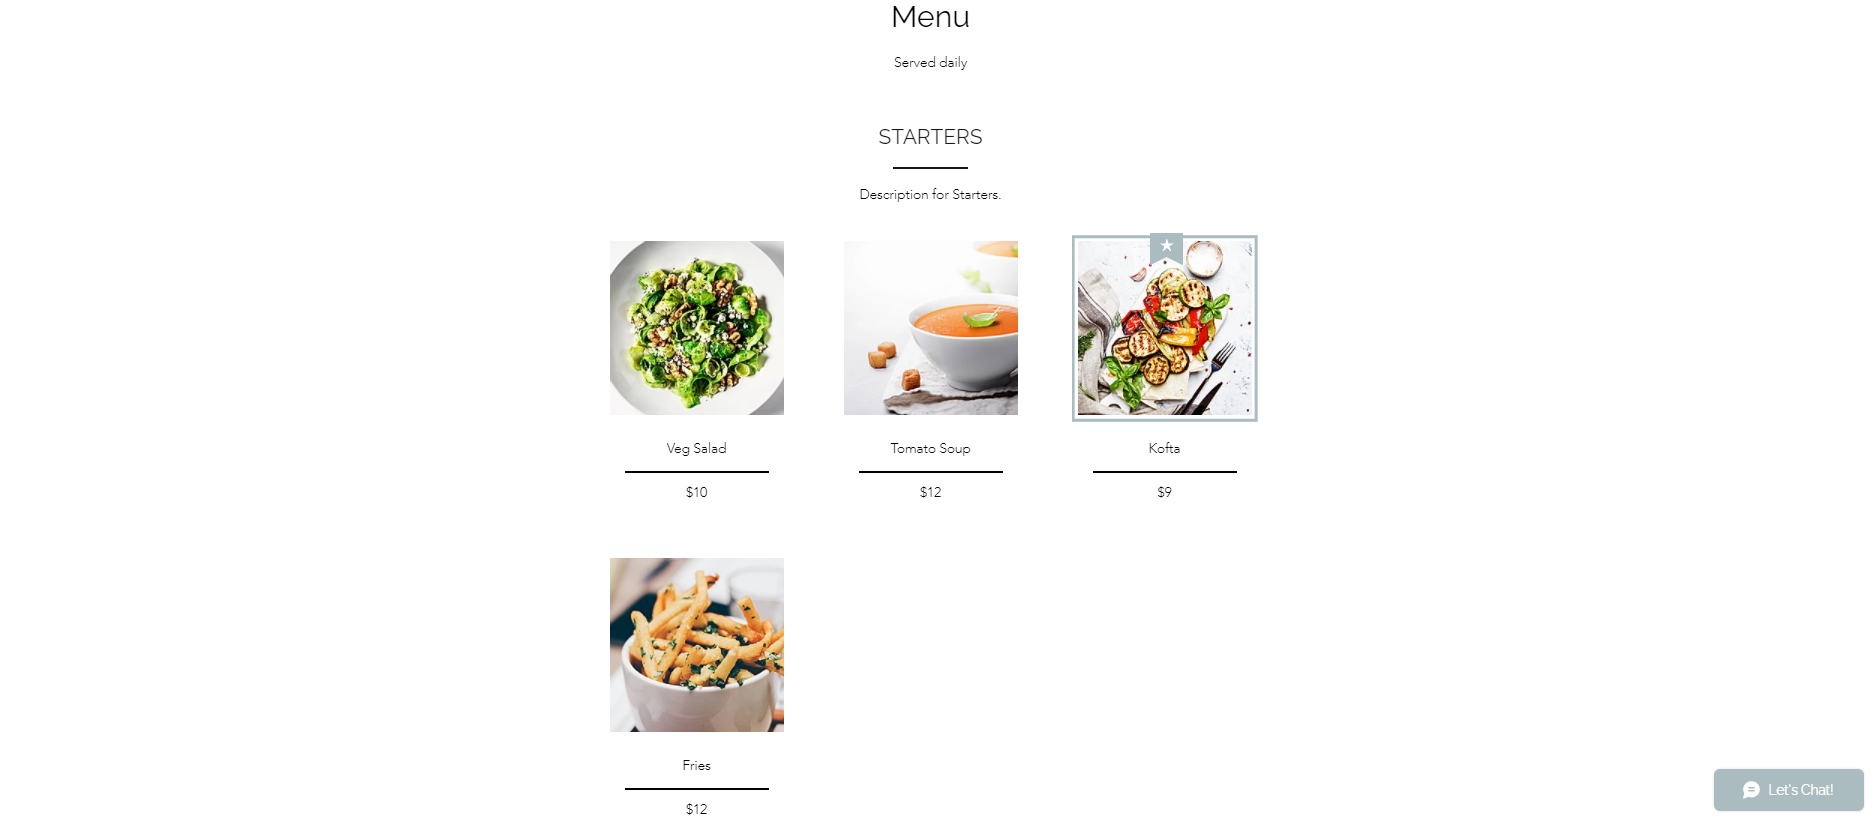 Menu
Served daily
STARTERS
Description for Starters.
Veg Salad
Tomato Soup
Kofta
$10
$12
$9
Fries
$12
Let's Chat!